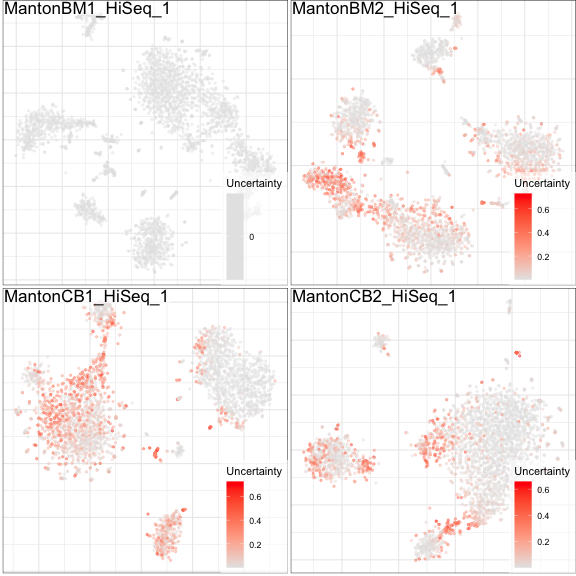 MantonBM1_HiSeq_1
Uncertainty
0
MantonBM2_HiSeq_1
Uncertainty
0.6
0.4
0.2
MantonCB1_HiSeq_1
Uncertainty
0.6
0.4
0.2
MantonCB2_HiSeq_1
Uncertainty
0.6
0.4
0.2